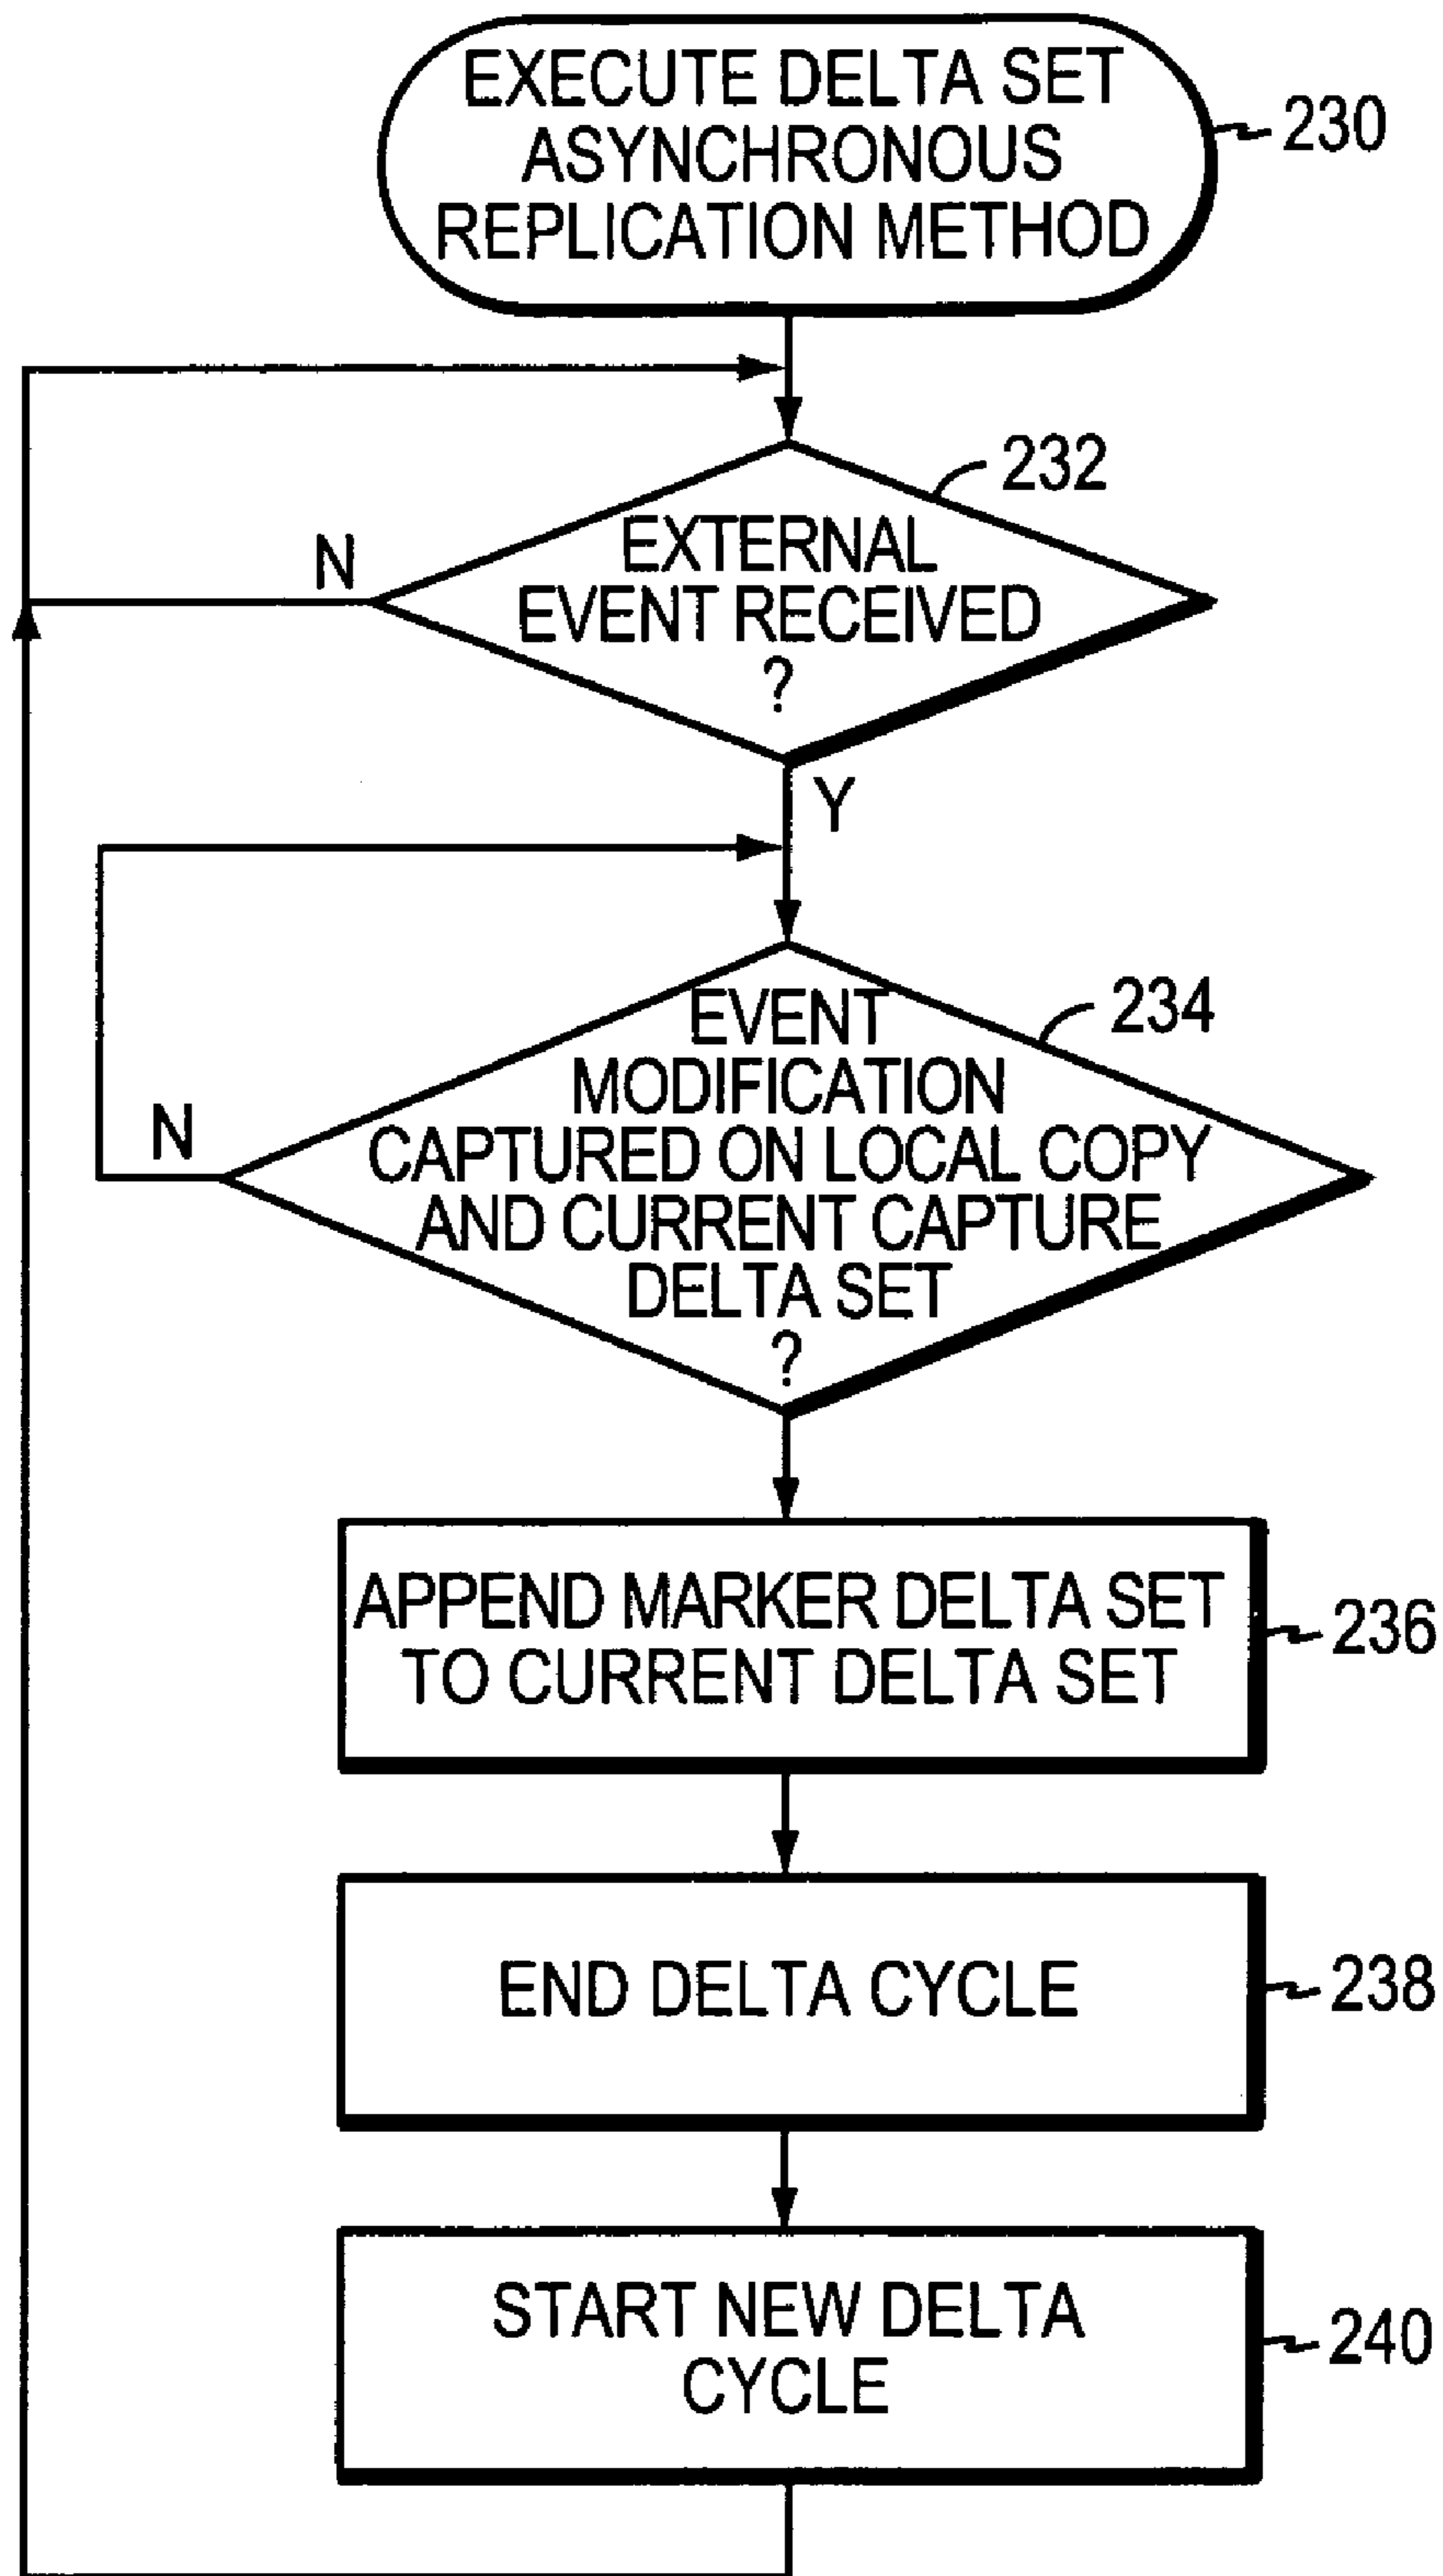 EXECUTE DELTA SET
ASYNCHRONOUS
REPLICATION METHOD
230
232
EXTERNAL
EVENT RECEIVED
?
N
Y
234
EVENT
MODIFICATION
CAPTURED ON LOCAL COPY
AND CURRENT CAPTURE
DELTA SET
?
N
APPEND MARKER DELTA SET
TO CURRENT DELTA SET
236
END DELTA CYCLE
238
START NEW DELTA
CYCLE
240